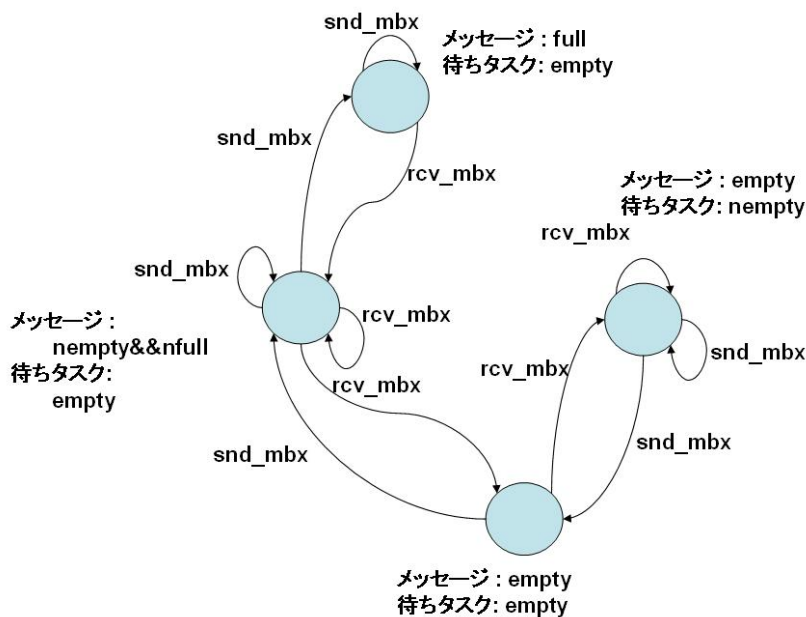 snd_mbx
メッセージ : full
待ちタスク: empty
snd_mbx
rcv_mbx
メッセージ : empty
待ちタスク: nempty
rcv_mbx
snd_mbx
rcv_mbx
snd_mbx
メッセージ :
nempty&&nfull
待ちタスク:
empty
rcv_mbx
rcv_mbx
snd_mbx
snd_mbx
メッセージ : empty
待ちタスク: empty